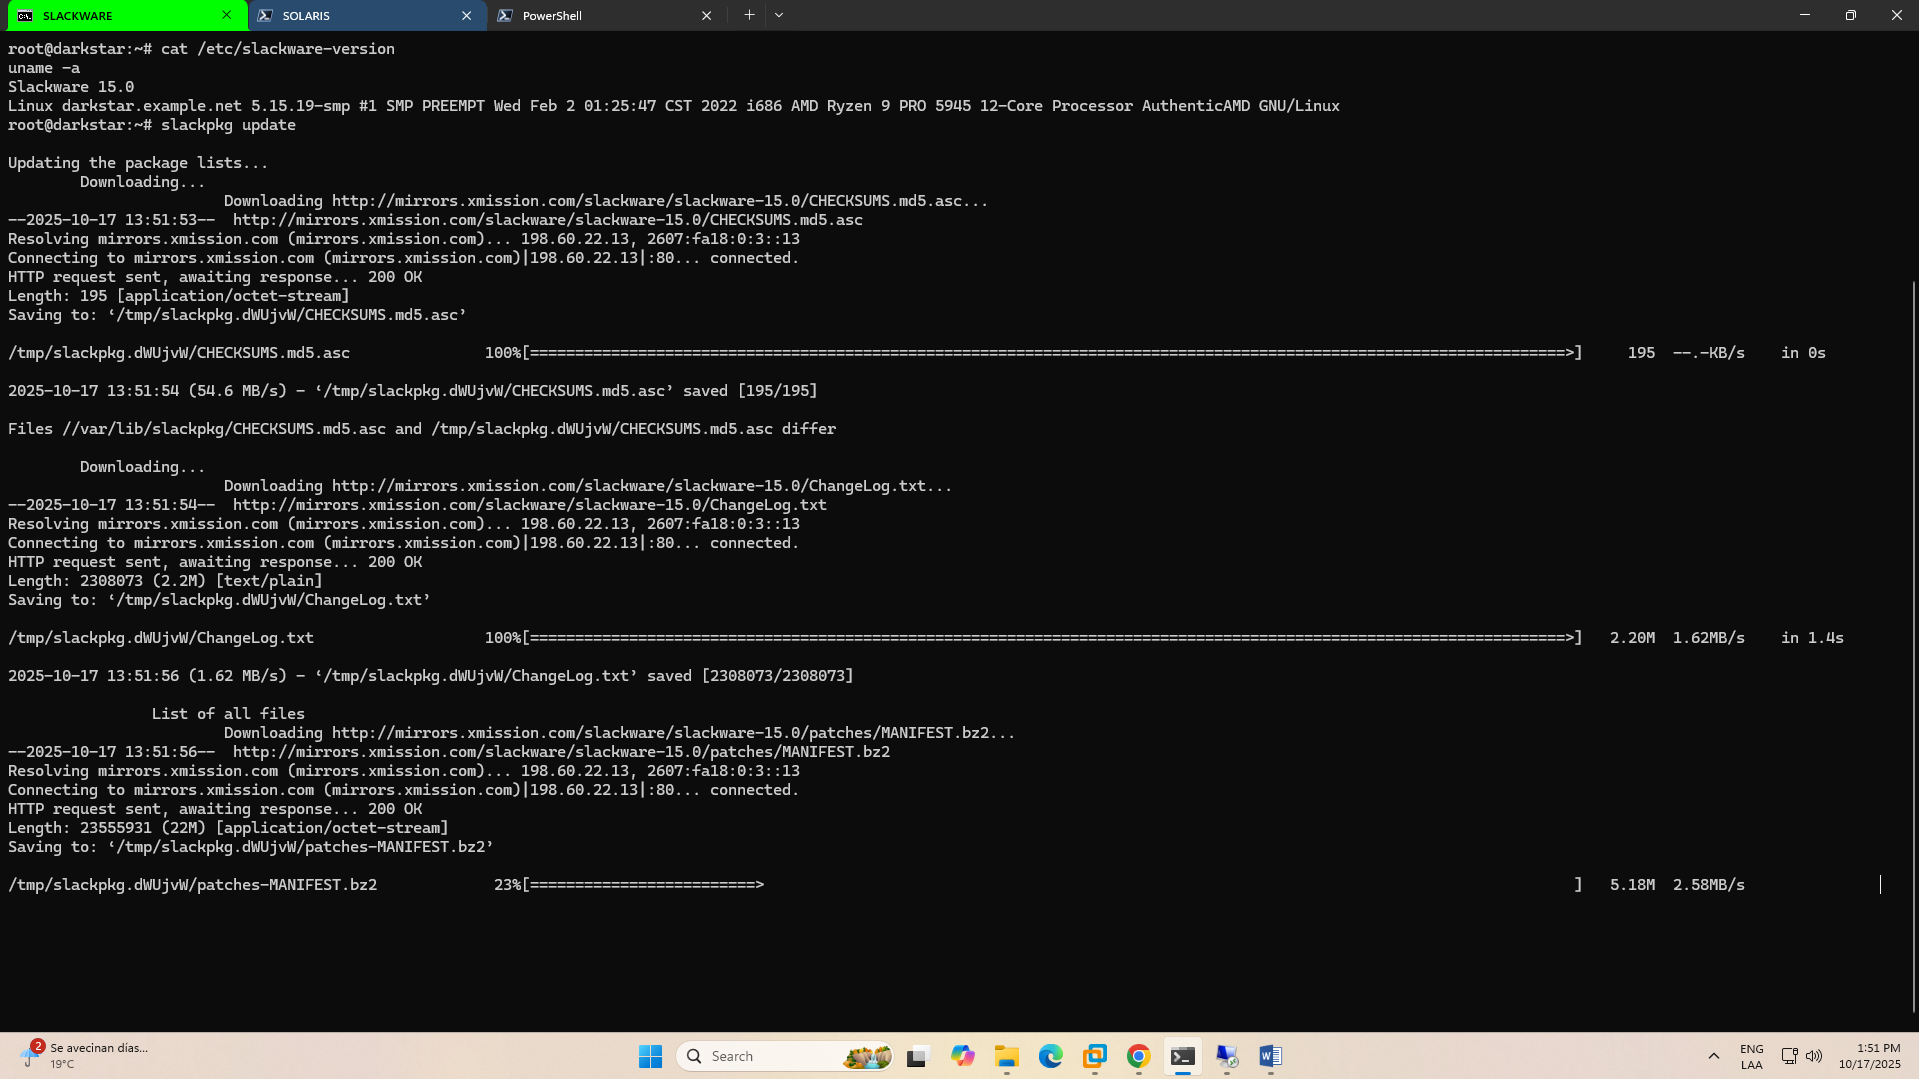 SLACKWARE
SOLARIS
PowerShell
root@darkstar:~# cat /etc/slackware-version
uname -a
Slackware 15.0
Linux darkstar.example.net 5.15.19-smp #1 SMP PREEMPT Wed Feb 2 01:25:47 CST 2022 i686 AMD Ryzen 9 PRO 5945 12-Core Processor AuthenticAMD GNU/Linux
root@darkstar:~# slackpkg update
Updating the package lists...
Downloading...
Downloading http://mirrors.xmission.com/slackware/slackware-15.0/CHECKSUMS.md5.asc...
--2025-10-17 13:51:53--  http://mirrors.xmission.com/slackware/slackware-15.0/CHECKSUMS.md5.asc
Resolving mirrors.xmission.com (mirrors.xmission.com)... 198.60.22.13, 2607:fa18:0:3::13
Connecting to mirrors.xmission.com (mirrors.xmission.com)|198.60.22.13|:80... connected.
HTTP request sent, awaiting response... 200 OK
Length: 195 [application/octet-stream]
Saving to: ‘/tmp/slackpkg.dWUjvW/CHECKSUMS.md5.asc’
/tmp/slackpkg.dWUjvW/CHECKSUMS.md5.asc 100%[===================================================================================================================>] 195 --.-KB/s in 0s
2025-10-17 13:51:54 (54.6 MB/s) - ‘/tmp/slackpkg.dWUjvW/CHECKSUMS.md5.asc’ saved [195/195]
Files //var/lib/slackpkg/CHECKSUMS.md5.asc and /tmp/slackpkg.dWUjvW/CHECKSUMS.md5.asc differ
Downloading...
Downloading http://mirrors.xmission.com/slackware/slackware-15.0/ChangeLog.txt...
--2025-10-17 13:51:54--  http://mirrors.xmission.com/slackware/slackware-15.0/ChangeLog.txt
Resolving mirrors.xmission.com (mirrors.xmission.com)... 198.60.22.13, 2607:fa18:0:3::13
Connecting to mirrors.xmission.com (mirrors.xmission.com)|198.60.22.13|:80... connected.
HTTP request sent, awaiting response... 200 OK
Length: 2308073 (2.2M) [text/plain]
Saving to: ‘/tmp/slackpkg.dWUjvW/ChangeLog.txt’
/tmp/slackpkg.dWUjvW/ChangeLog.txt 100%[===================================================================================================================>] 2.20M 1.62MB/s in 1.4s
2025-10-17 13:51:56 (1.62 MB/s) - ‘/tmp/slackpkg.dWUjvW/ChangeLog.txt’ saved [2308073/2308073]
List of all files
Downloading http://mirrors.xmission.com/slackware/slackware-15.0/patches/MANIFEST.bz2...
--2025-10-17 13:51:56--  http://mirrors.xmission.com/slackware/slackware-15.0/patches/MANIFEST.bz2
Resolving mirrors.xmission.com (mirrors.xmission.com)... 198.60.22.13, 2607:fa18:0:3::13
Connecting to mirrors.xmission.com (mirrors.xmission.com)|198.60.22.13|:80... connected.
HTTP request sent, awaiting response... 200 OK
Length: 23555931 (22M) [application/octet-stream]
Saving to: ‘/tmp/slackpkg.dWUjvW/patches-MANIFEST.bz2’
/tmp/slackpkg.dWUjvW/patches-MANIFEST.bz2 23%[=========================> ] 5.18M 2.58MB/s
2
Se avecinan días...
19°C
Search
ENG
LAA
1:51 PM
10/17/2025